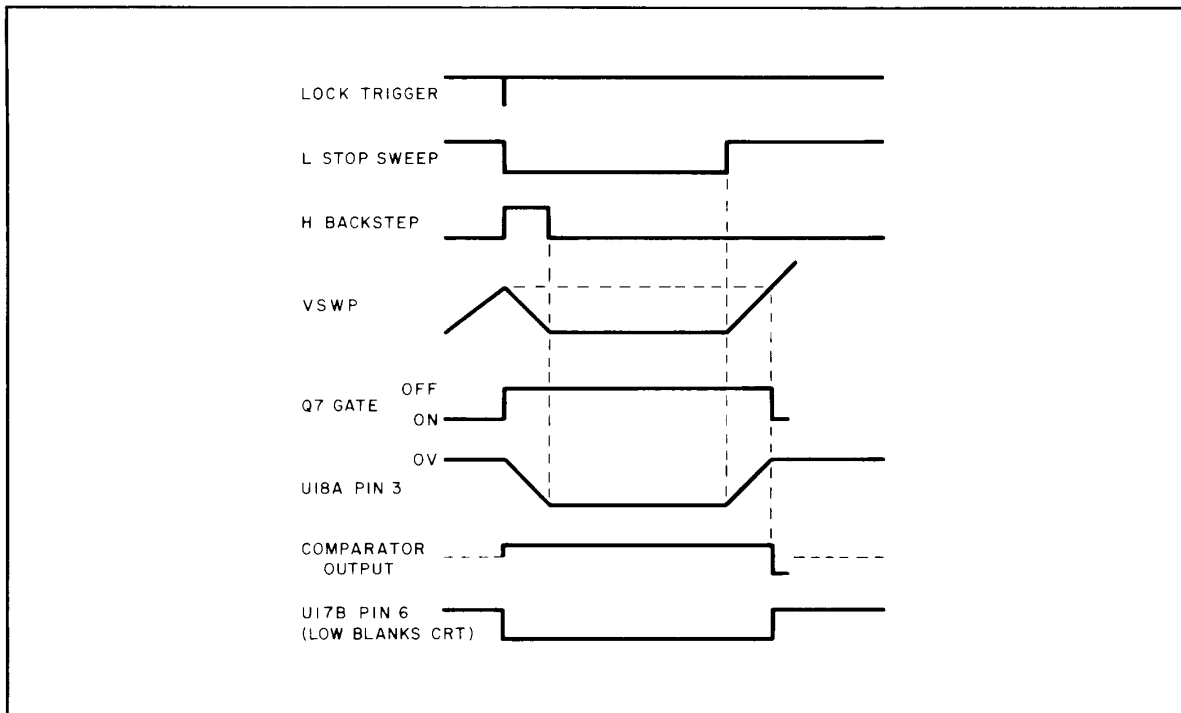 LOCK TRIGGER
L STOP SWEEP
H BACKSTEP
VSWP
OFF
Q7 GATE
ON
0V
U18A PIN 3
COMPARATOR
OUTPUT
U17B PIN 6
(LOW BLANKS CRT)